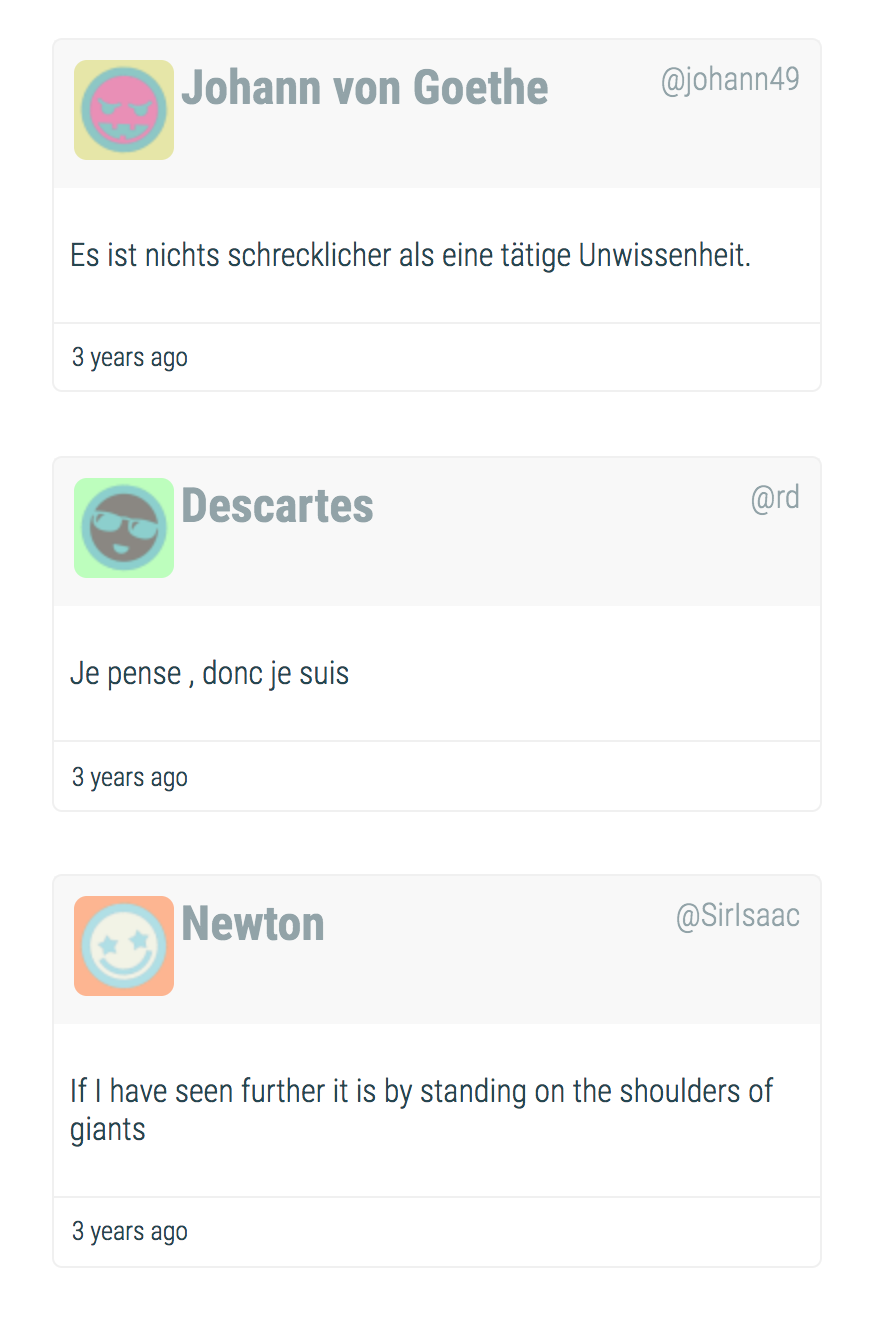 Johann von Goethe @johann49
Es ist nichts schrecklicher als eine tätige Unwissenheit.
3 years ago
Descartes @rd
Je pense , donc je suis
3 years ago
Newton @SirIsaac
If I have seen further it is by standing on the shoulders of
giants
3 years ago